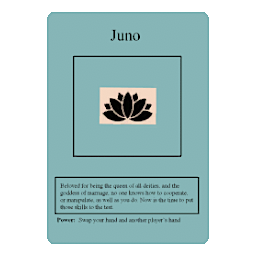 Juno
Beloved for being the queen of all deities, and the
goddess of marriage, no one knows how to cooperate,
or manipulate, as well as you do. Now is the time to put
those skills to the test.
Power: Swap your hand and another player's hand